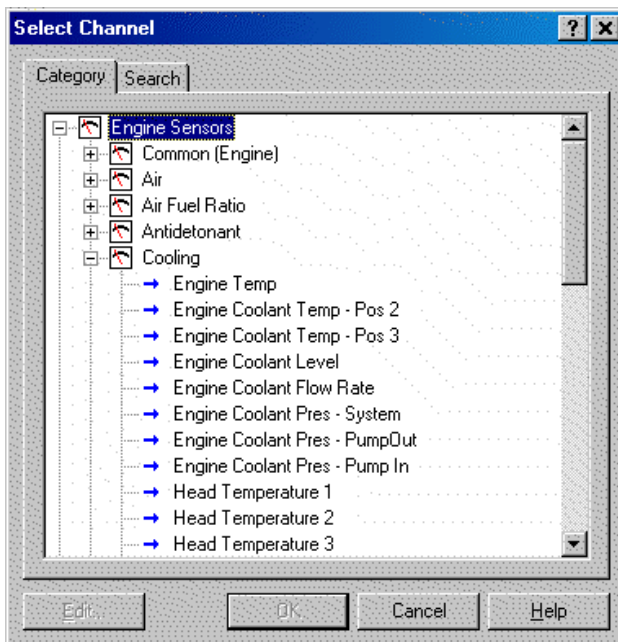 Select Channel
Category Search
Engine Sensors
Common (Engine)
Air
Air Fuel Ratio
Antidetonant
Cooling
Engine Temp
Engine Coolant Temp - Pos 2
Engine Coolant Temp - Pos 3
Engine Coolant Level
Engine Coolant Flow Rate
Engine Coolant Pres - System
Engine Coolant Pres - PumpOut
Engine Coolant Pres - Pump In
Head Temperature 1
Head Temperature 2
Head Temperature 3
Edit... OK Cancel Help